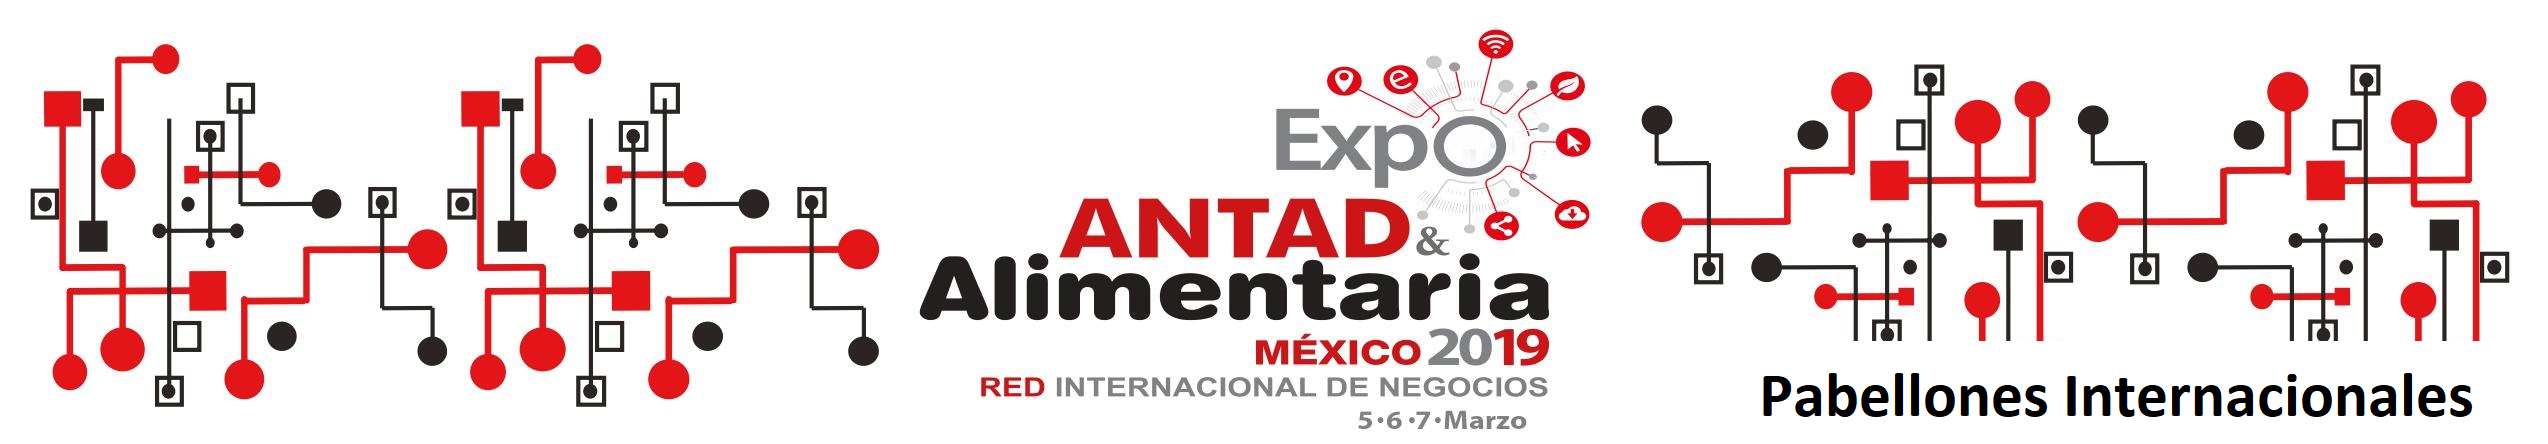 Expo
ANTAD
&
Alimentaria
MÉXICO 2019
RED INTERNACIONAL DE NEGOCIOS
5•6•7•Marzo
Pabellones Internacionales